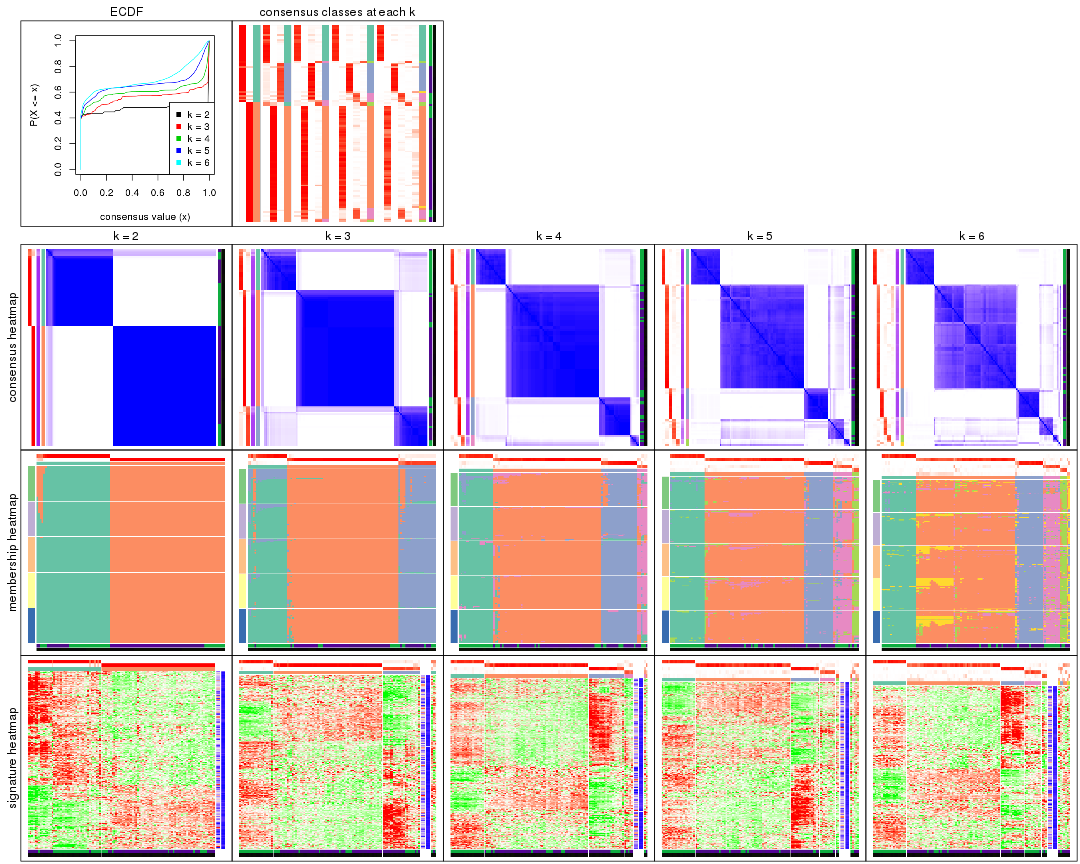 ECDF
consensus classes at each k
P(X <= x)
0.0 0.2 0.4 0.6 0.8 1.0
k = 2
k = 3
k = 4
k = 5
k = 6
0.0 0.2 0.4 0.6 0.8 1.0
consensus value (x)
k = 2 k = 3 k = 4 k = 5 k = 6
consensus heatmap
membership heatmap
signature heatmap